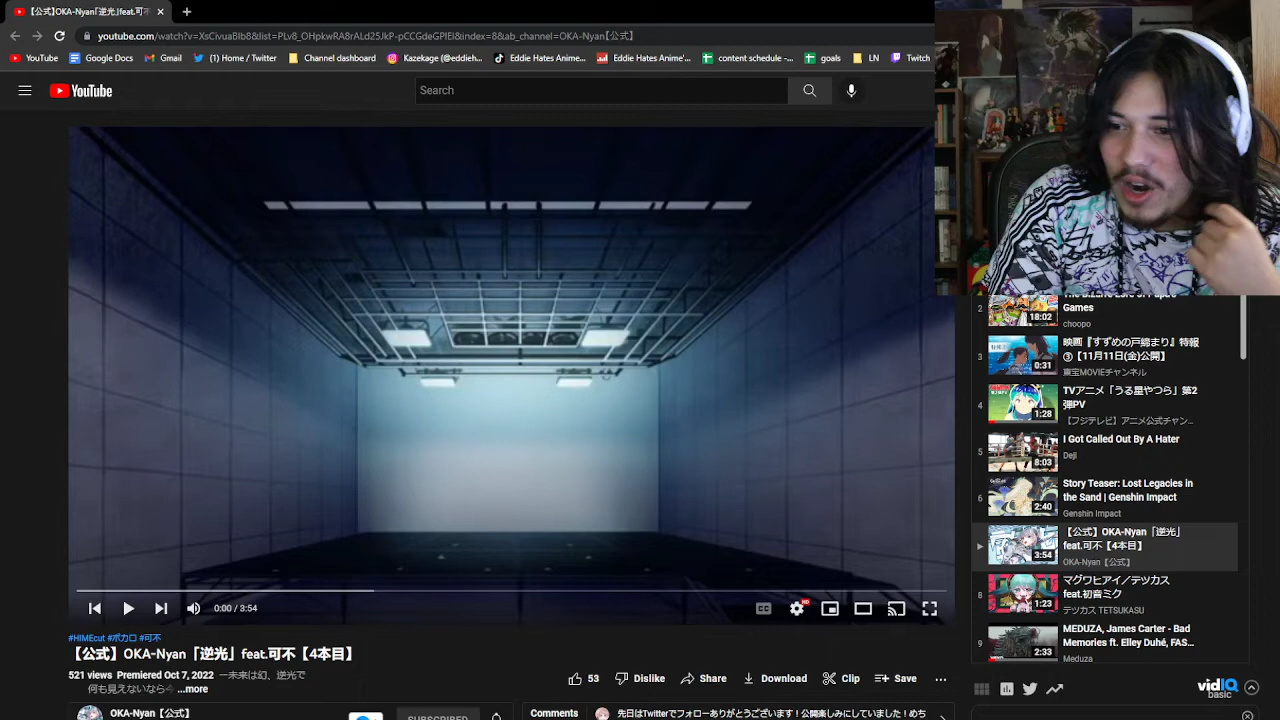 【公式】OKA-Nyan「逆光」feat.可不
youtube.com/watch?v=XsCivuaBIb8&list=PLv8_OHpkwRA8rALd25JkP-pCCGdeGPIEl&index=8&ab_channel=OKA-Nyan【公式】
YouTube
Google Docs
Gmail
(1) Home / Twitter
Channel dashboard
Kazekage (@eddieh...
Eddie Hates Anime...
Eddie Hates Anime'...
content schedule -...
goals
LN
Twitch
YouTube
Search
0:00 / 3:54
CC
HD
#HIMEcut #ボカロ #可不
【公式】OKA-Nyan「逆光」feat.可不【4本目】
521 views Premiered Oct 7, 2022 一未来は幻、逆光で
何も見えないなら
...more
53
Dislike
Share
Download
Clip
Save
OKA-Nyan【公式】
SUBSCRIBED
Comments
先日はTwitterでフォローありがとうございます！公開楽しみにしていました！めち
2
Games
choopo
18:02
3
映画『すずめの戸締まり』特報
③【11月11日(金)公開】
東宝MOVIEチャンネル
0:31
4
TVアニメ「うる星やつら」第2
弾PV
【フジテレビ】アニメ公式チャン...
1:28
5
I Got Called Out By A Hater
Deji
8:03
6
Story Teaser: Lost Legacies in
the Sand | Genshin Impact
Genshin Impact
2:40
【公式】OKA-Nyan「逆光」
feat.可不【4本目】
OKA-Nyan【公式】
3:54
8
マグワヒアイ／テツカス
feat.初音ミク
テツカス TETSUKASU
1:23
9
MEDUZA, James Carter - Bad
Memories ft. Elley Duhé, FAS...
Meduza
2:33
vidIQ
basic